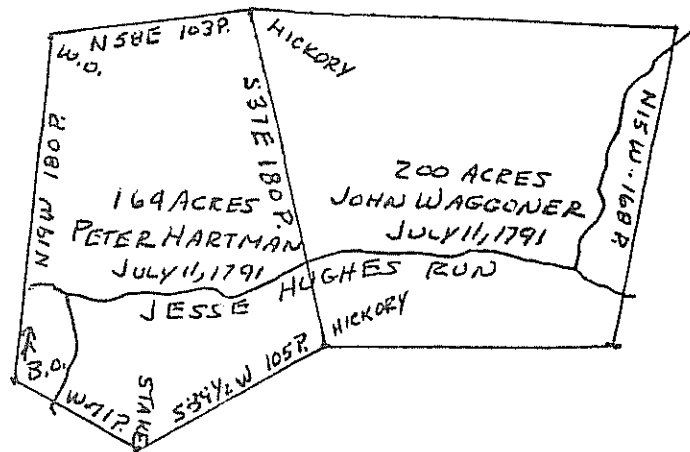 N58E 103P.
W.O.
HICKORY
S37E 180P.
N19W 180P.
N15W-168P.
164 ACRES
PETER HARTMAN
JULY 11, 1791
200 ACRES
JOHN WAGGONER
JULY 11, 1791
JESSE HUGHES RUN
HICKORY
B.O.
W-71P.
STAKE
S34½W 105P.